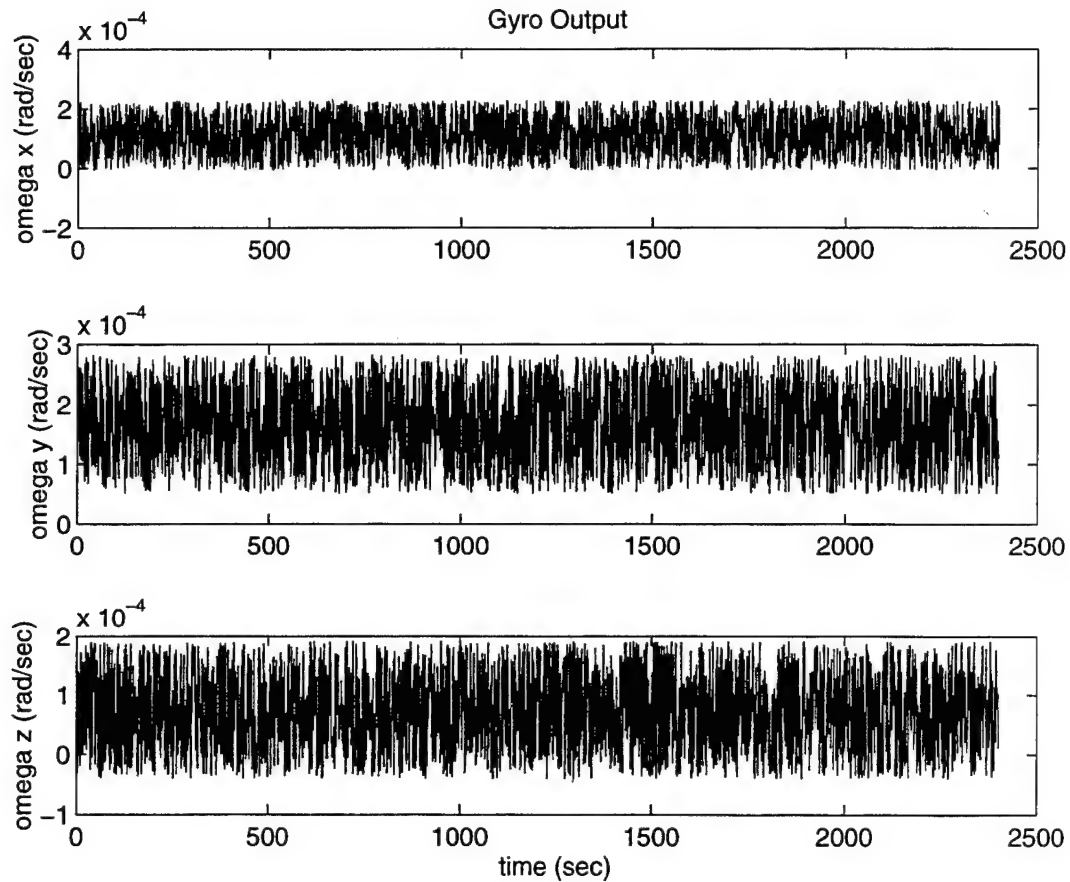 Gyro Output
x 10^-4
omega x (rad/sec)
4
2
0
−2
0 500 1000 1500 2000 2500
x 10^-4
omega y (rad/sec)
3
2
1
0
0 500 1000 1500 2000 2500
x 10^-4
omega z (rad/sec)
2
1
0
−1
0 500 1000 1500 2000 2500
time (sec)